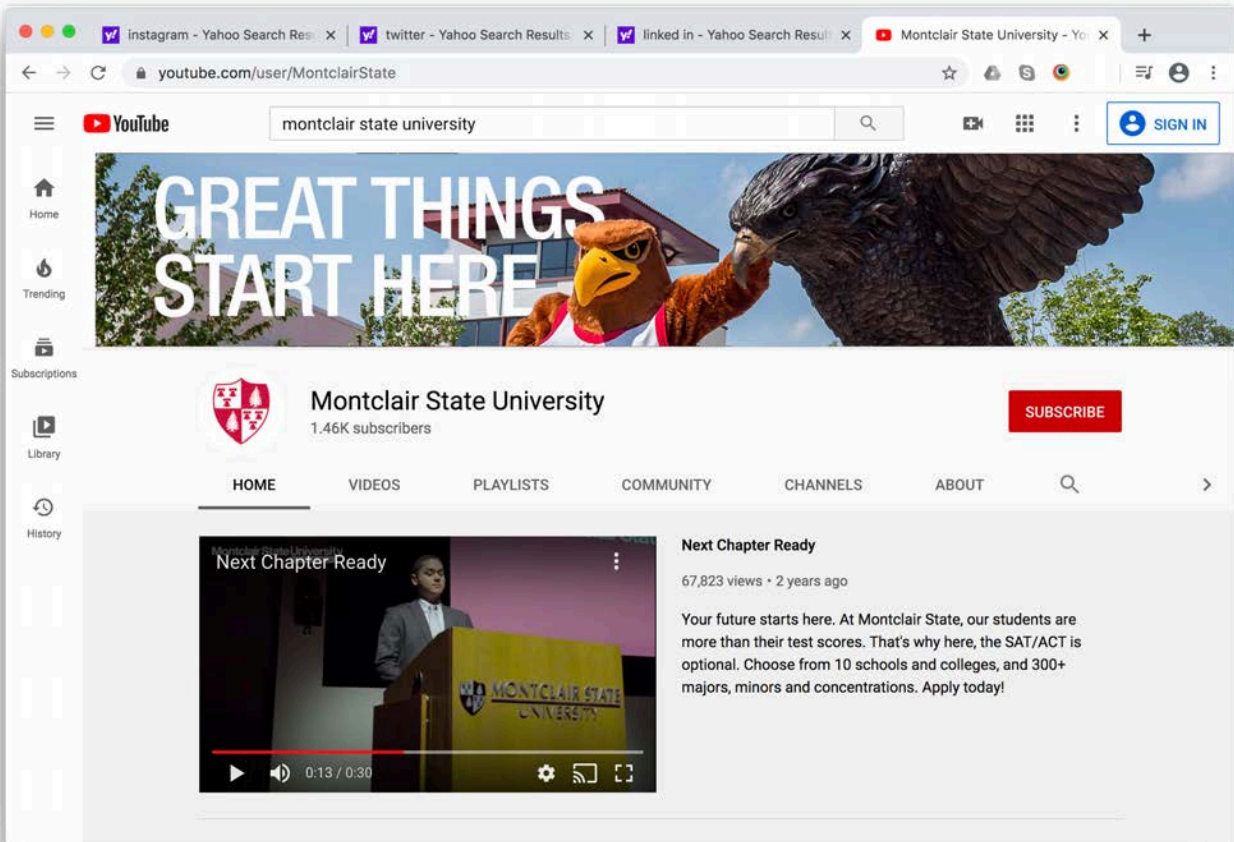 instagram - Yahoo Search Res
twitter - Yahoo Search Results
linked in - Yahoo Search Result
Montclair State University - Yo
youtube.com/user/MontclairState
YouTube
montclair state university
SIGN IN
GREAT THINGS
START HERE
Home
Trending
Subscriptions
Library
History
Montclair State University
1.46K subscribers
SUBSCRIBE
HOME VIDEOS PLAYLISTS COMMUNITY CHANNELS ABOUT
Montclair State University
Next Chapter Ready
MONTCLAIR STATE
UNIVERSITY
0:13 / 0:30
Next Chapter Ready
67,823 views • 2 years ago
Your future starts here. At Montclair State, our students are
more than their test scores. That's why here, the SAT/ACT is
optional. Choose from 10 schools and colleges, and 300+
majors, minors and concentrations. Apply today!